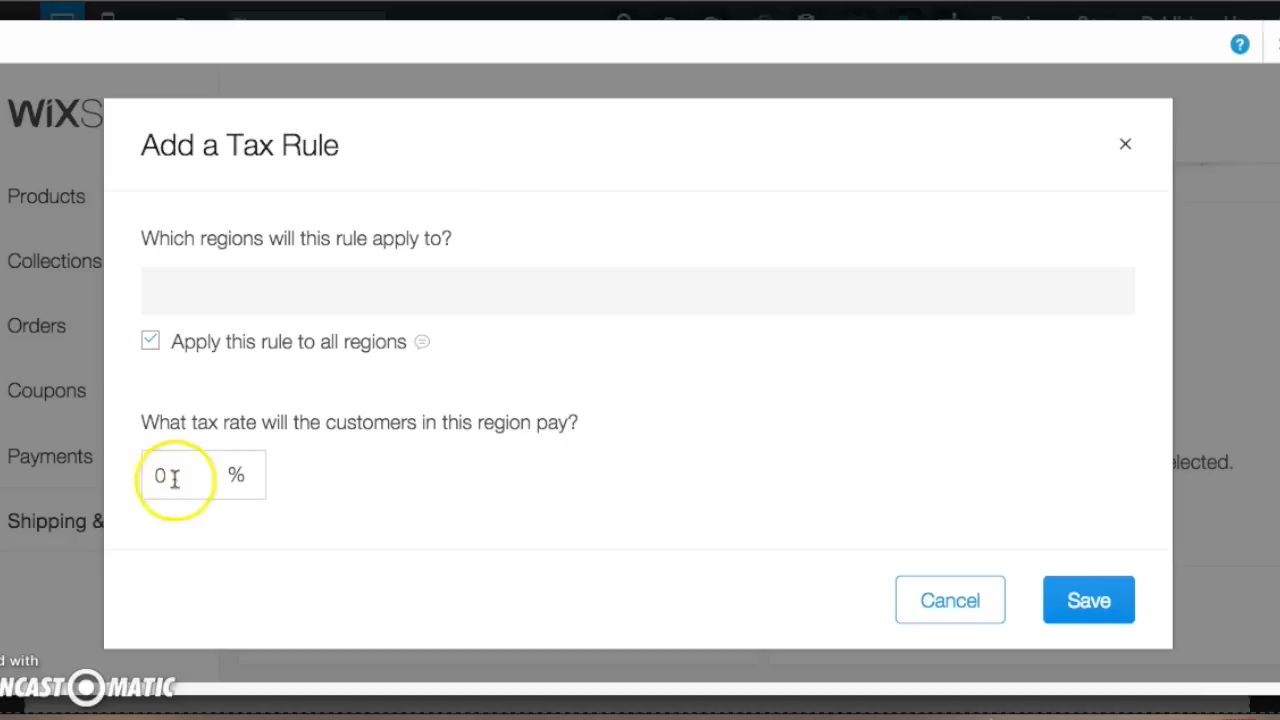 ?
WiXS
Add a Tax Rule
×
Products
Which regions will this rule apply to?
Collections
Orders
Apply this rule to all regions
Coupons
What tax rate will the customers in this region pay?
Payments
0 %
elected.
Shipping &
Cancel
Save
d with
NCAST MATIC